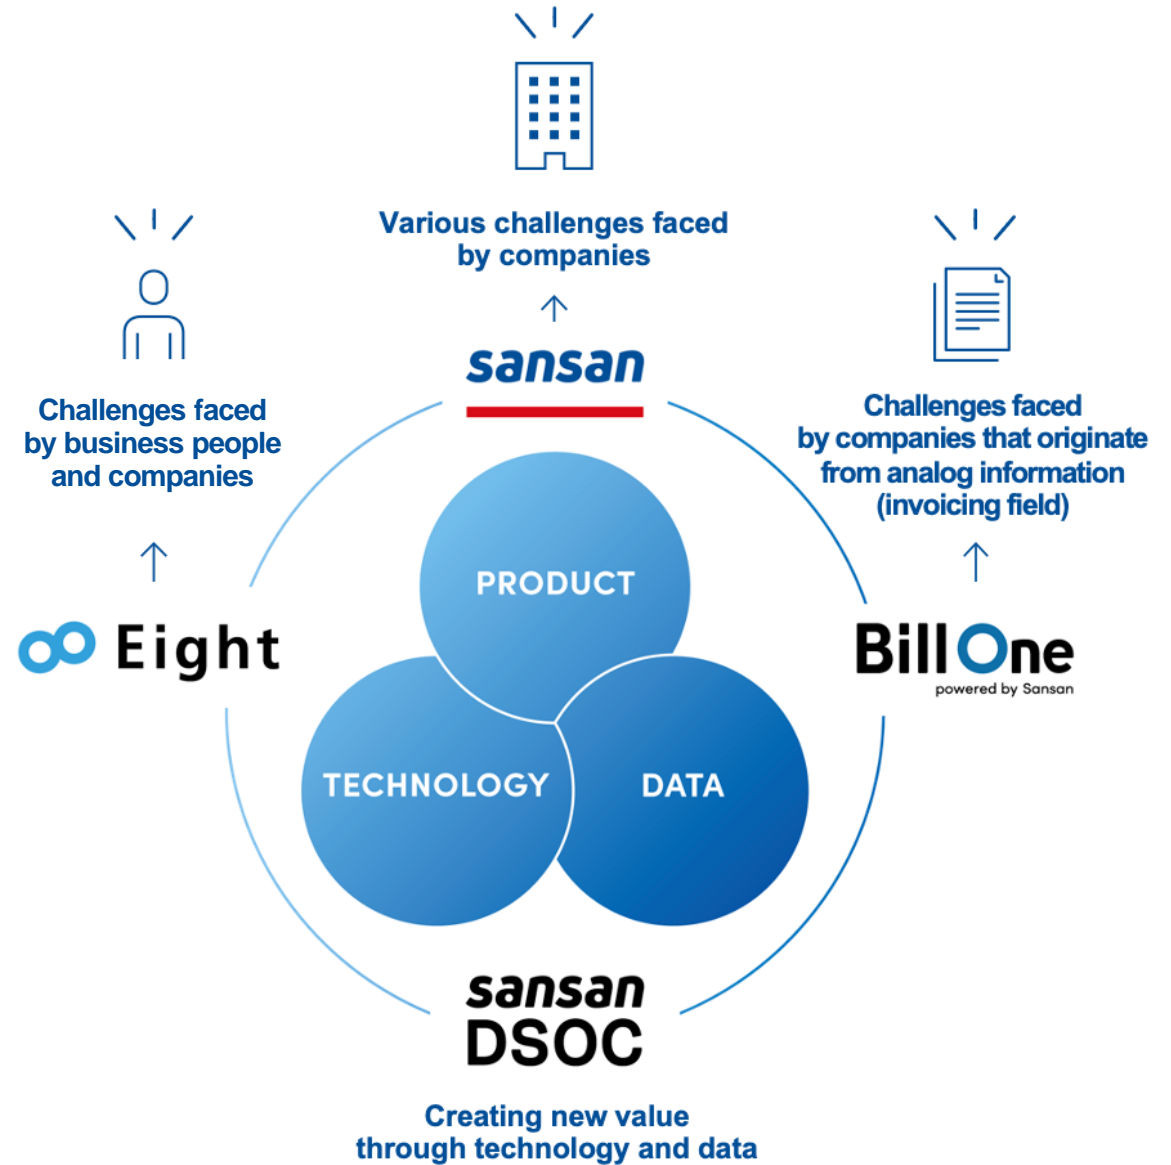 Various challenges faced
by companies
sansan
Challenges faced
by business people
and companies
Eight
Challenges faced
by companies that originate
from analog information
(invoicing field)
Bill One
powered by Sansan
PRODUCT
TECHNOLOGY
DATA
sansan
DSOC
Creating new value
through technology and data